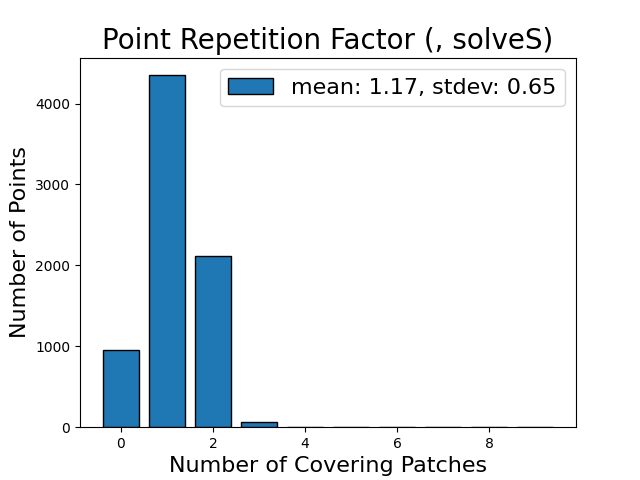 Point Repetition Factor (, solveS)
mean: 1.17, stdev: 0.65
Number of Points
4000
3000
2000
1000
0
0 2 4 6 8
Number of Covering Patches